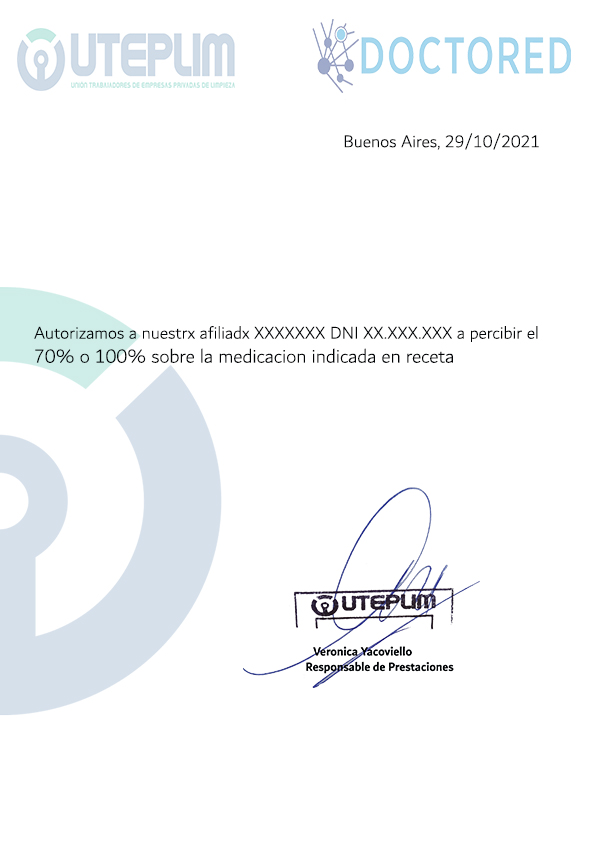 UTEPLIM
UNIÓN TRABAJADORES DE EMPRESAS PRIVADAS DE LIMPIEZA
DOCTORED
Buenos Aires, 29/10/2021
Autorizamos a nuestrx afiliadx XXXXXXX DNI XX.XXX.XXX a percibir el
70% o 100% sobre la medicacion indicada en receta
UTEPLIM
Veronica Yacoviello
Responsable de Prestaciones